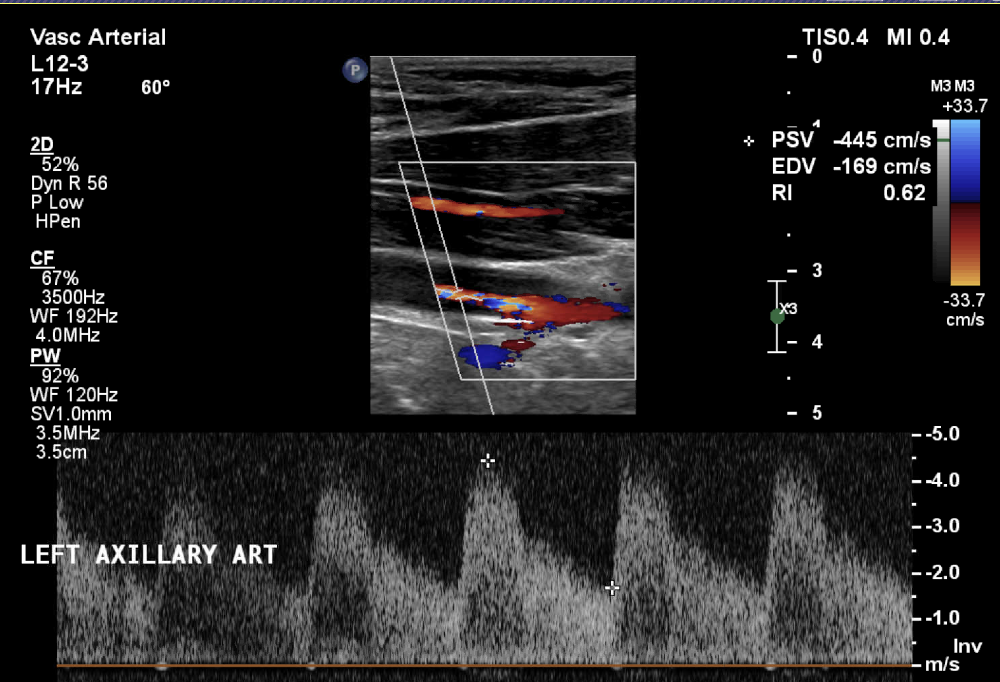 Vasc Arterial
L12-3
17Hz 60°
2D
52%
Dyn R 56
P Low
HPen
CF
67%
3500Hz
WF 192Hz
4.0MHz
PW
92%
WF 120Hz
SV1.0mm
3.5MHz
3.5cm
P
TIS0.4 MI 0.4
0
M3 M3
+33.7
1
PSV -445 cm/s
EDV -169 cm/s
RI 0.62
3
x3
4
5
-33.7
cm/s
LEFT AXILLARY ART
-5.0
-4.0
-3.0
-2.0
-1.0
Inv
m/s